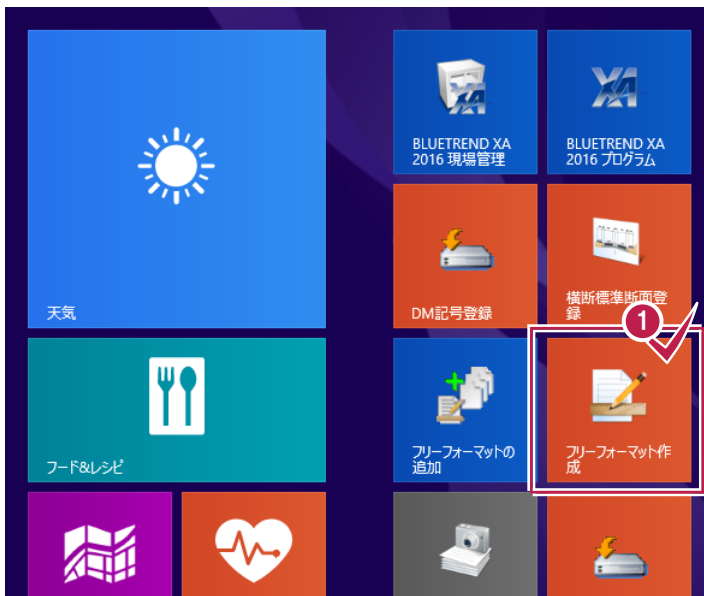 BLUETREND XA
2016 現場管理
BLUETREND XA
2016 プログラム
天気
DM記号登録
横断標準断面登
録
1
フード&レシピ
フリーフォーマットの
追加
フリーフォーマット作
成